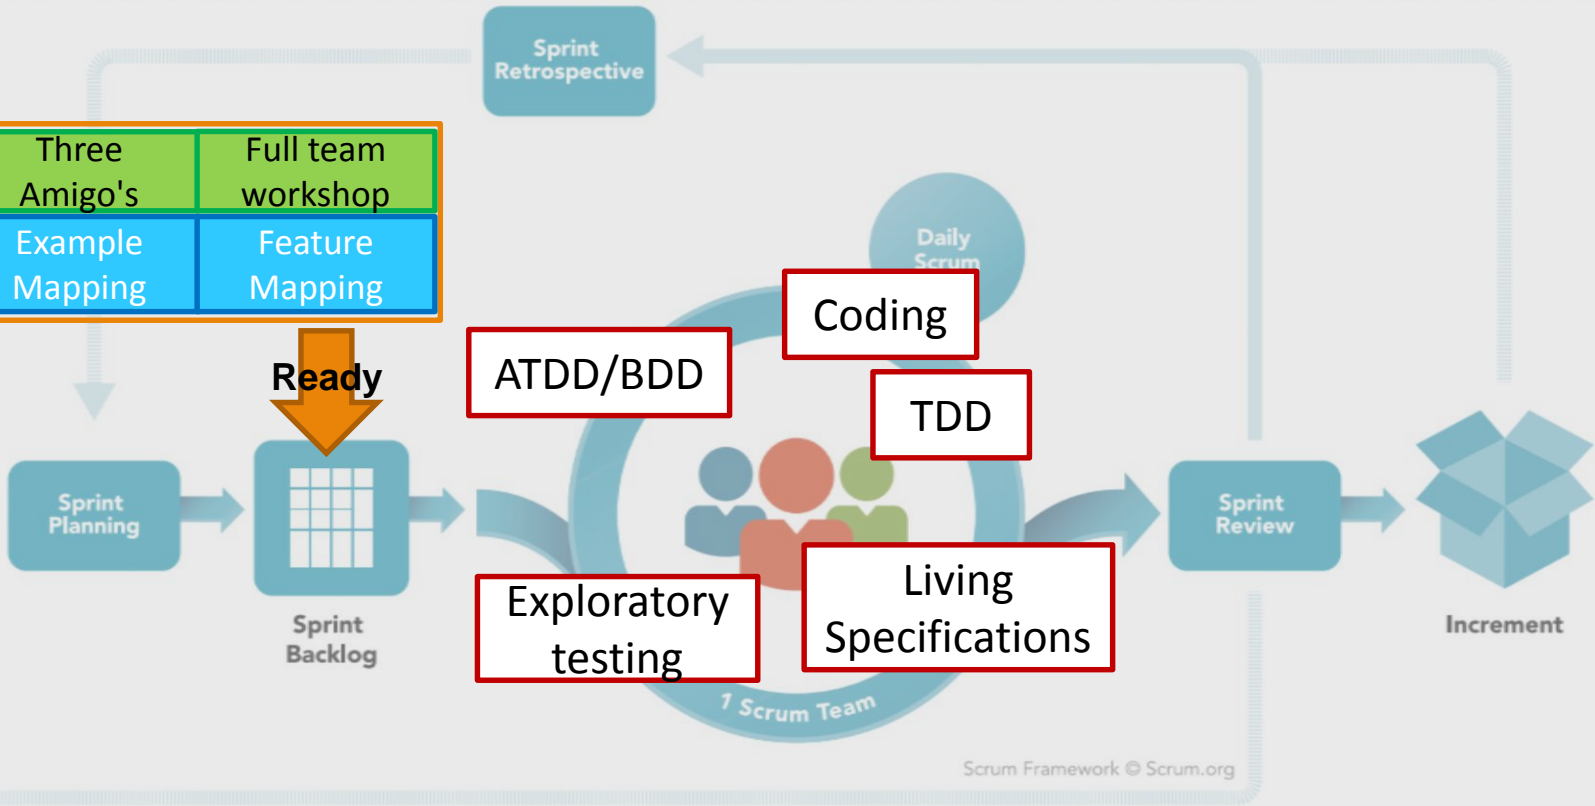 Sprint
Retrospective
Three
Amigo's
Full team
workshop
Example
Mapping
Feature
Mapping
Ready
Daily
Scrum
Coding
ATDD/BDD
TDD
Sprint
Planning
Sprint
Backlog
Exploratory
testing
Living
Specifications
1 Scrum Team
Sprint
Review
Increment
Scrum Framework © Scrum.org